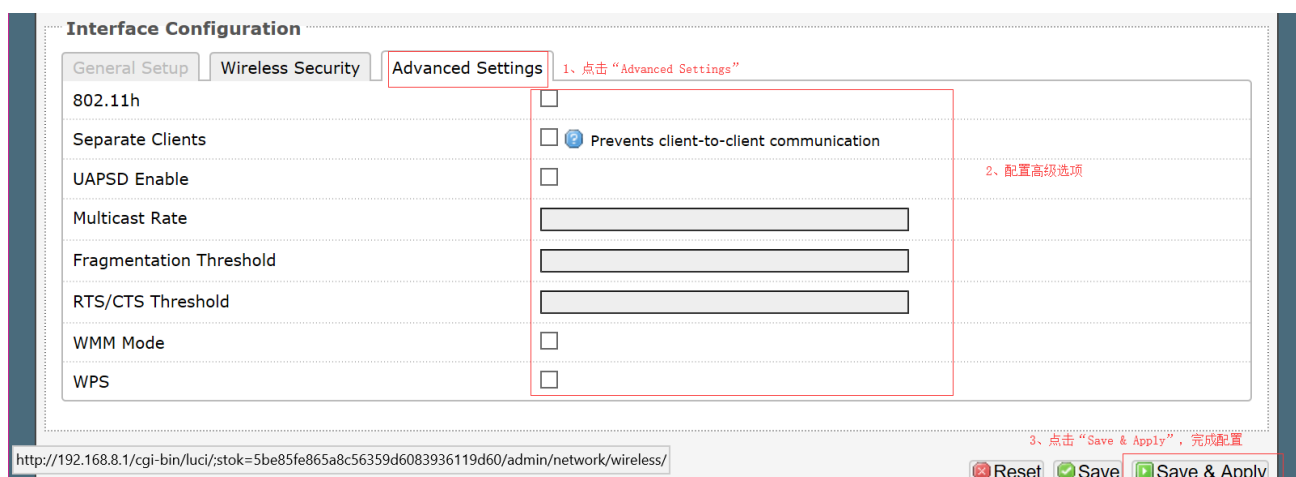 Interface Configuration
General Setup Wireless Security Advanced Settings 1、点击“Advanced Settings”
802.11h
Separate Clients Prevents client-to-client communication
UAPSD Enable 2、配置高级选项
Multicast Rate
Fragmentation Threshold
RTS/CTS Threshold
WMM Mode
WPS
3、点击“Save & Apply”，完成配置
http://192.168.8.1/cgi-bin/luci/;stok=5be85fe865a8c56359d6083936119d60/admin/network/wireless/
Reset Save Save & Apply